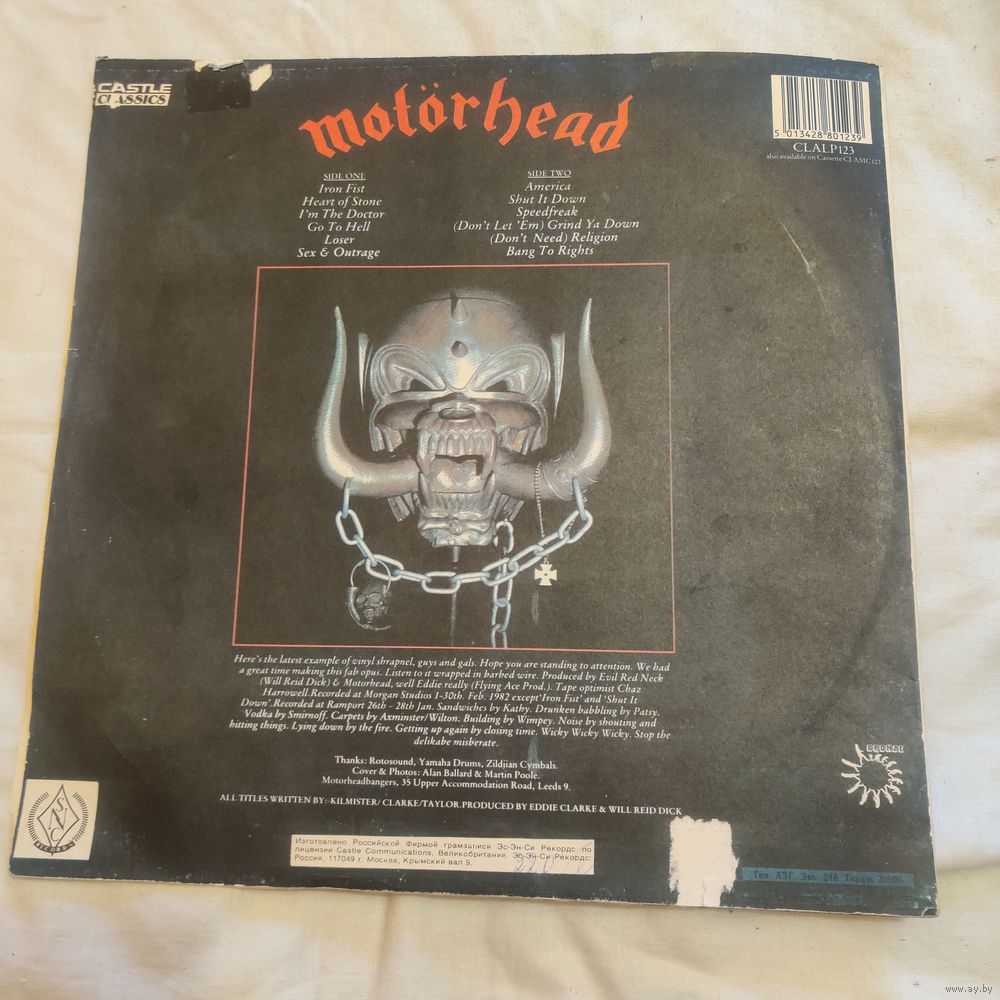 CASTLE
CLASSICS
motörhead
5 013428 801239
CLALP123
also available on Cassette CLAMC123
SIDE ONE
Iron Fist
Heart of Stone
I'm The Doctor
Go To Hell
Loser
Sex & Outrage
SIDE TWO
America
Shut It Down
Speedfreak
(Don't Let 'Em) Grind Ya Down
(Don't Need) Religion
Bang To Rights
Here's the latest example of vinyl shrapnel, guys and gals. Hope you are standing to attention. We had
a great time making this fab opus. Listen to it wrapped in barbed wire. Produced by Evil Red Neck
(Will Reid Dick) & Motorhead, well Eddie really (Flying Ace Prod.). Tape optimist Chaz
Harrowell.Recorded at Morgan Studios 1-30th. Feb. 1982 except'Iron Fist' and 'Shut It
Down'.Recorded at Ramport 26th - 28th Jan. Sandwiches by Kathy. Drunken babbling by Patsy.
Vodka by Smirnoff. Carpets by Axminster/Wilton. Building by Wimpey. Noise by shouting and
hitting things. Lying down by the fire. Getting up again by closing time. Wicky Wicky Wicky. Stop the
delikabe misberate.
Thanks: Rotosound, Yamaha Drums, Zildjian Cymbals.
Cover & Photos: Alan Ballard & Martin Poole.
Motorheadbangers, 35 Upper Accommodation Road, Leeds 9.
ALL TITLES WRITTEN BY:-KILMISTER/ CLARKE/TAYLOR.PRODUCED BY EDDIE CLARKE & WILL REID DICK
BRONZE
SNC
RECORDS
Изготовлено Российской Фирмой грамзаписи Эс-Эн-Си Рекордс по
лицензии Castle Communications, Великобритания. Эс-Эн-Си Рекордс:
Россия, 117049 г. Москва, Крымский вал 9.
Тип. АЗГ Зак. 246 Тираж
www.ay.by